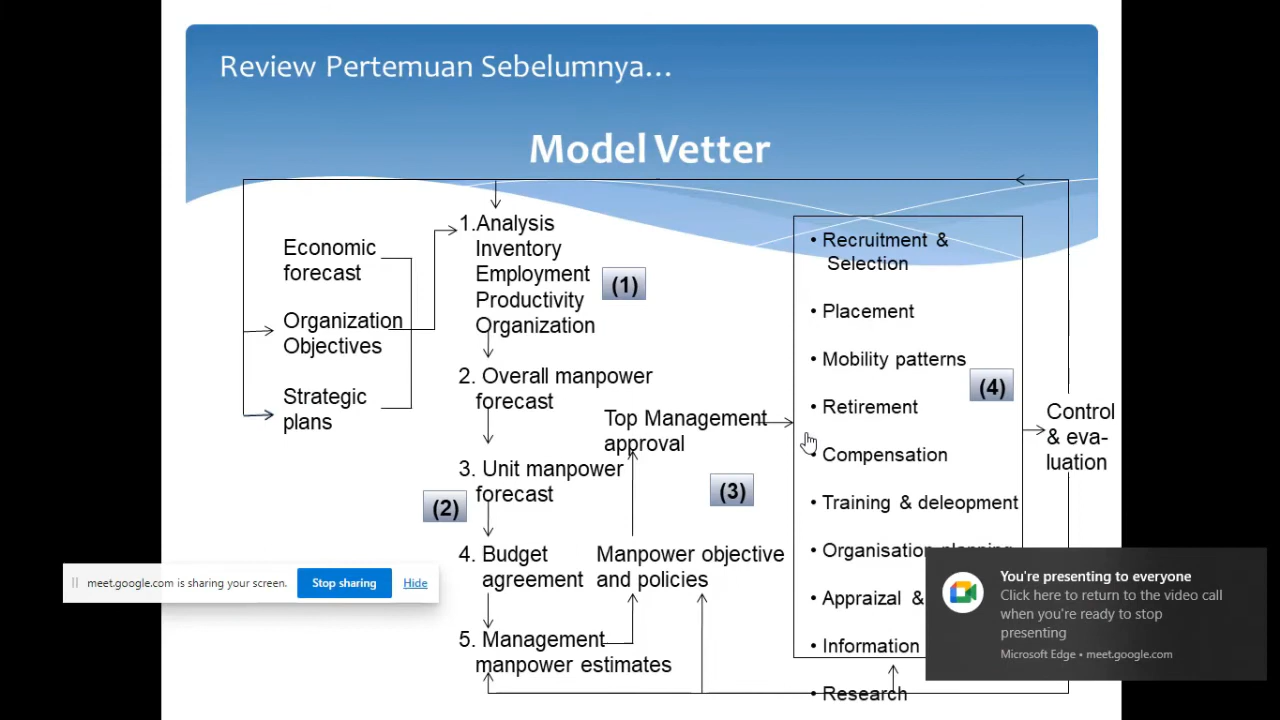 Review Pertemuan Sebelumnya...
Model Vetter
Economic
forecast
Organization
Objectives
Strategic
plans
1.Analysis
Inventory
Employment
Productivity
Organization
(1)
2. Overall manpower
forecast
3. Unit manpower
forecast
(2)
4. Budget
agreement
5. Management
manpower estimates
Top Management
approval
(3)
Manpower objective
and policies
• Recruitment &
Selection
• Placement
• Mobility patterns
(4)
• Retirement
• Compensation
• Training & deleopment
• Organisation planning
• Appraizal &
• Information
• Research
Control
& eva-
luation
meet.google.com is sharing your screen.
Stop sharing
Hide
You're presenting to everyone
Click here to return to the video call
when you're ready to stop
presenting
Microsoft Edge • meet.google.com